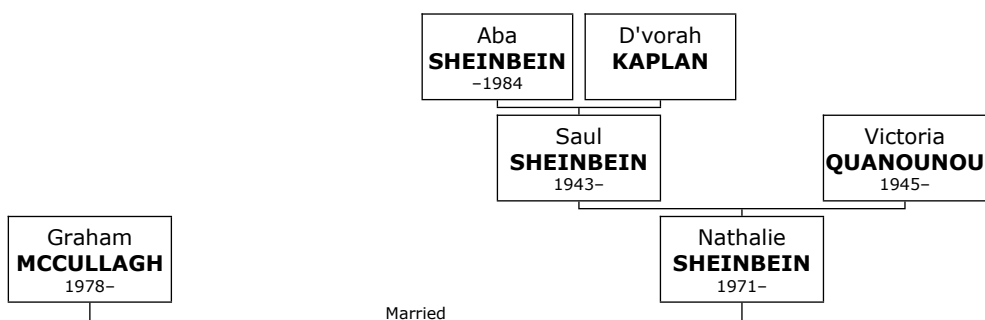 Aba
SHEINBEIN
–1984
D'vorah
KAPLAN
Saul
SHEINBEIN
1943–
Victoria
QUANOUNOU
1945–
Graham
MCCULLAGH
1978–
Nathalie
SHEINBEIN
1971–
Married